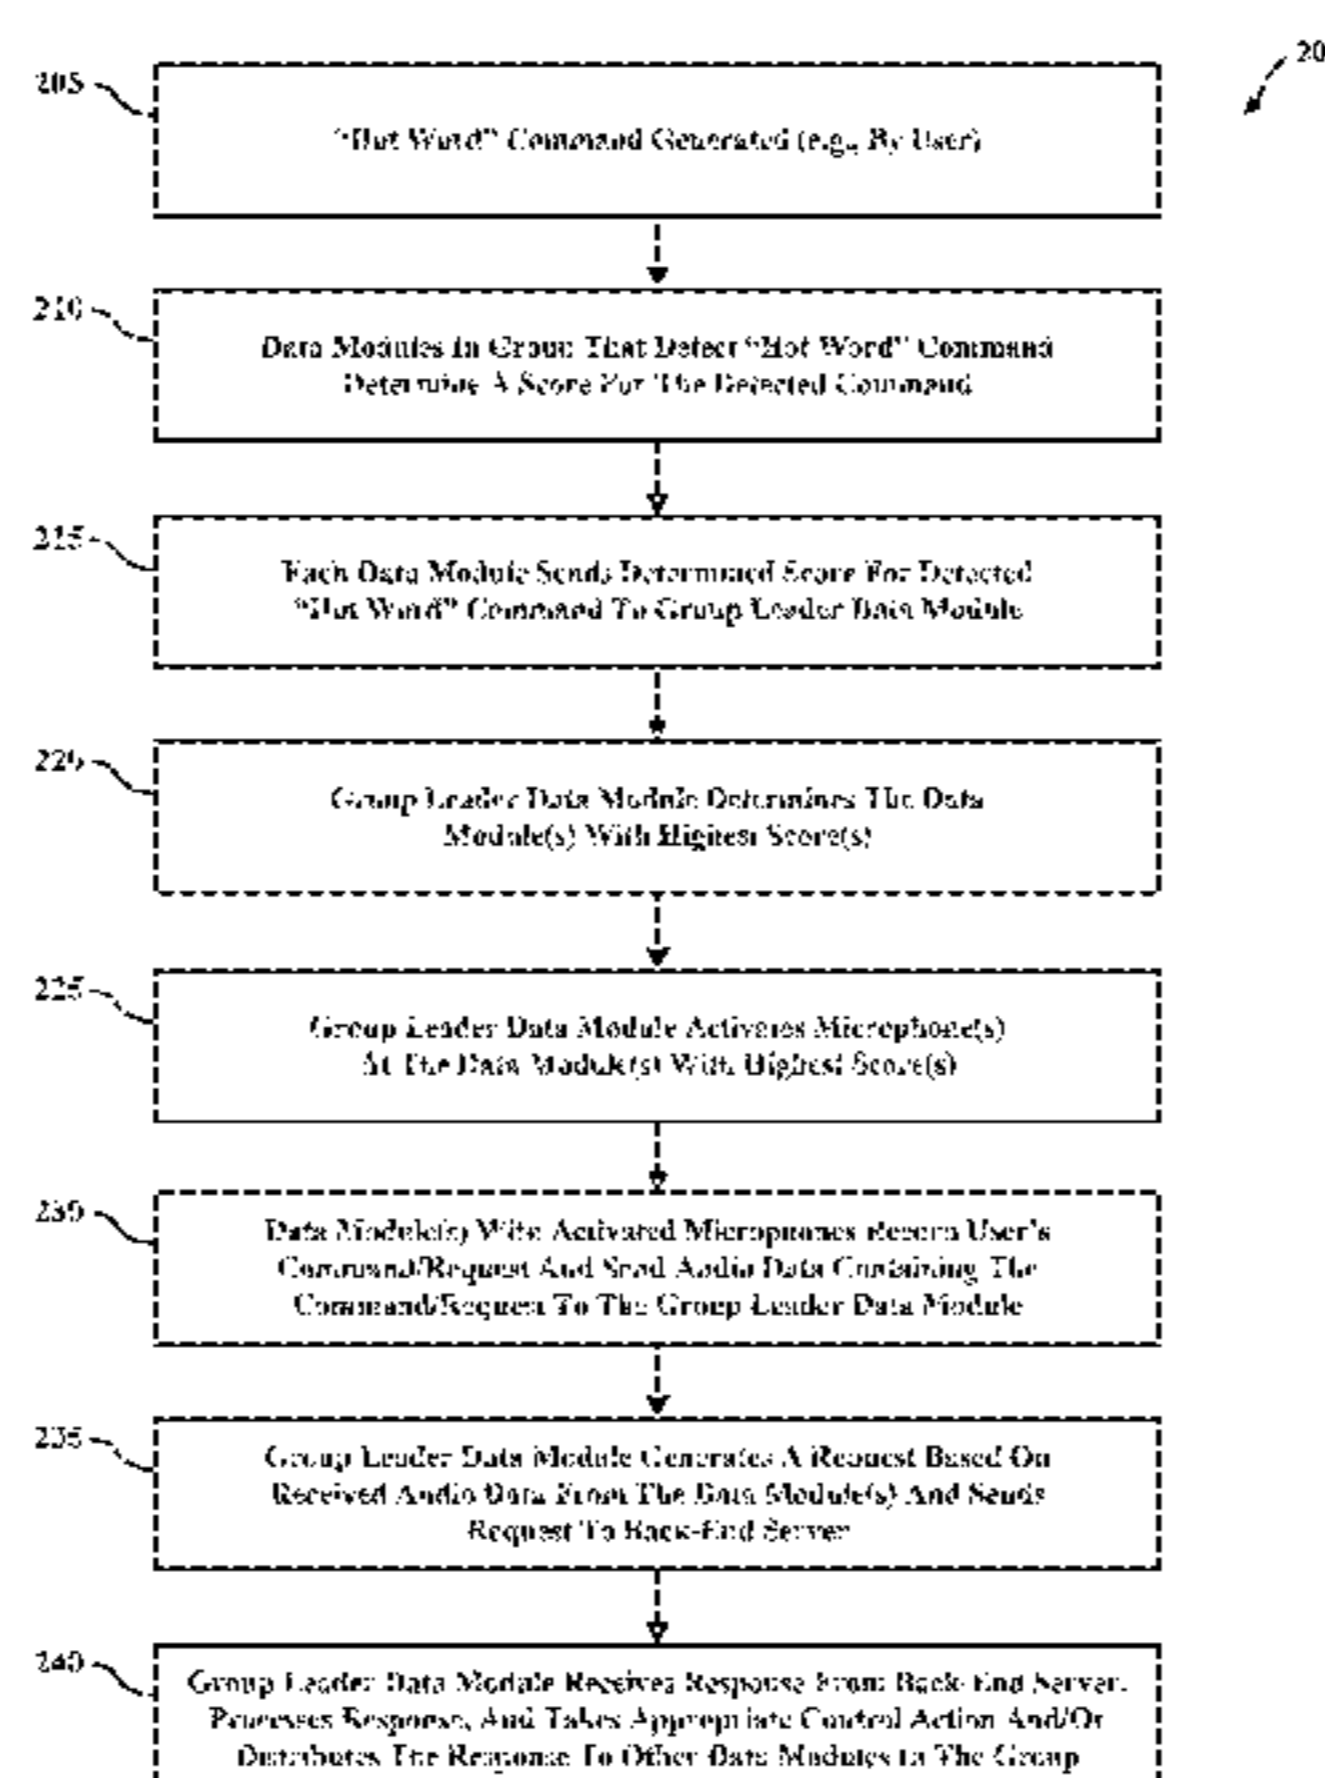 20
205
“Hot Word” Command Generated (e.g., By User)
210
Data Modules In Group That Detect “Hot Word” Command
Determine A Score For The Detected Command
215
Each Data Module Sends Determined Score For Detected
“Hot Word” Command To Group Leader Data Module
220
Group Leader Data Module Determines The Data
Module(s) With Highest Score(s)
225
Group Leader Data Module Activates Microphone(s)
At The Data Module(s) With Highest Score(s)
230
Data Module(s) With Activated Microphones Record User’s
Command/Request And Send Audio Data Containing The
Command/Request To The Group Leader Data Module
235
Group Leader Data Module Generates A Request Based On
Received Audio Data From The Data Module(s) And Sends
Request To Back-End Server
240
Group Leader Data Module Receives Response From Back-End Server,
Processes Response, And Takes Appropriate Control Action And/Or
Distributes The Response To Other Data Modules In The Group